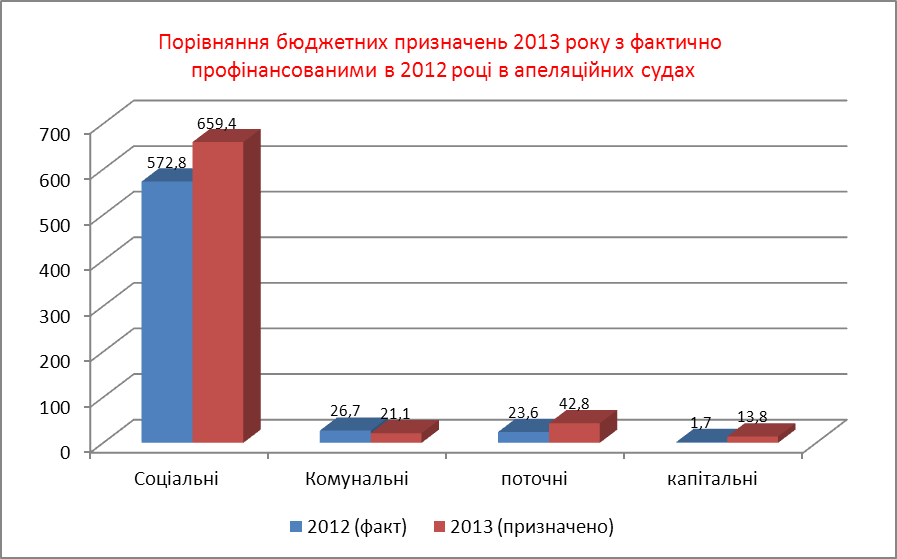 Порівняння бюджетних призначень 2013 року з фактично
профінансованими в 2012 році в апеляційних судах
700
600
500
400
300
200
100
0
572,8
659,4
26,7
21,1
23,6
42,8
1,7
13,8
Соціальні
Комунальні
поточні
капітальні
2012 (факт)
2013 (призначено)